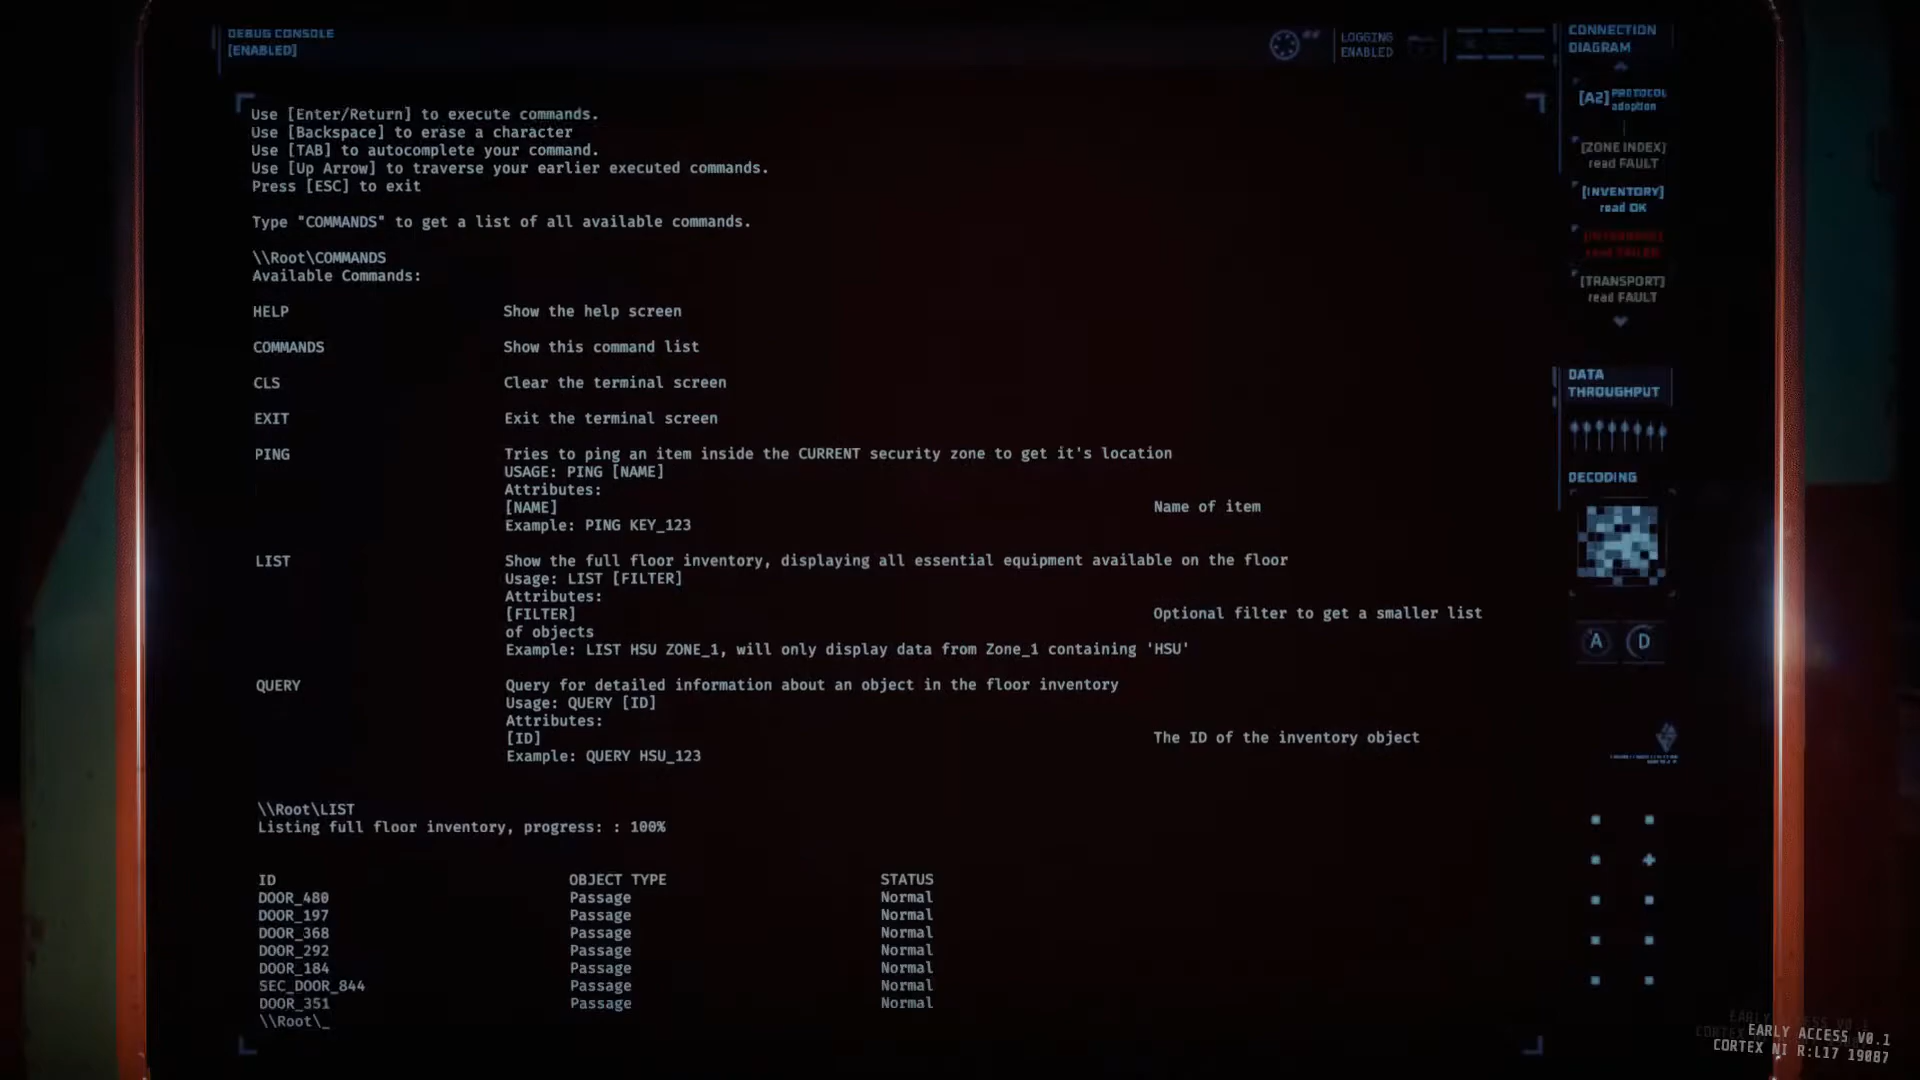 DEBUG CONSOLE
[ENABLED]
LOGGING
ENABLED
Use [Enter/Return] to execute commands.
Use [Backspace] to erase a character
Use [TAB] to autocomplete your command.
Use [Up Arrow] to traverse your earlier executed commands.
Press [ESC] to exit
Type "COMMANDS" to get a list of all available commands.
\\Root\COMMANDS
Available Commands:
HELP Show the help screen
COMMANDS Show this command list
CLS Clear the terminal screen
EXIT Exit the terminal screen
PING Tries to ping an item inside the CURRENT security zone to get it's location
USAGE: PING [NAME]
Attributes:
[NAME] Name of item
Example: PING KEY_123
LIST Show the full floor inventory, displaying all essential equipment available on the floor
Usage: LIST [FILTER]
Attributes:
[FILTER] Optional filter to get a smaller list
of objects
Example: LIST HSU ZONE_1, will only display data from Zone_1 containing 'HSU'
QUERY Query for detailed information about an object in the floor inventory
Usage: QUERY [ID]
Attributes:
[ID] The ID of the inventory object
Example: QUERY HSU_123
\\Root\LIST
Listing full floor inventory, progress: : 100%
ID OBJECT TYPE STATUS
DOOR_480 Passage Normal
DOOR_197 Passage Normal
DOOR_368 Passage Normal
DOOR_292 Passage Normal
DOOR_184 Passage Normal
SEC_DOOR_844 Passage Normal
DOOR_351 Passage Normal
\\Root\_
CONNECTION
DIAGRAM
[A2] PROTOCOL
adoption
[ZONE INDEX]
read FAULT
[INVENTORY]
read OK
read FAILED
[TRANSPORT]
read FAULT
DATA
THROUGHPUT
DECODING
A D
EARLY ACCESS V0.1
CORTEX NI R:L17 19087